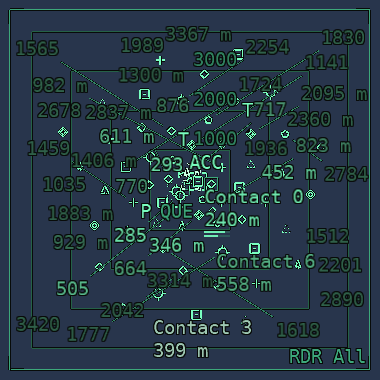 3367 m
1830
1565
1989
2254
3000
1141
1300 m
982 m
1724
2095 m
876
2000
2678
2837 m
T717
2360 m
611 m
T
1000
823 m
1459
1936
1406 m
293
ACC
452 m
2784
1035
770
Contact 0
1883 m
P
QUE
240 m
285
1512
929 m
346 m
664
Contact 6
2201
505
3314 m
558 m
2890
2042
3420
1777
Contact 3
1618
399 m
RDR All